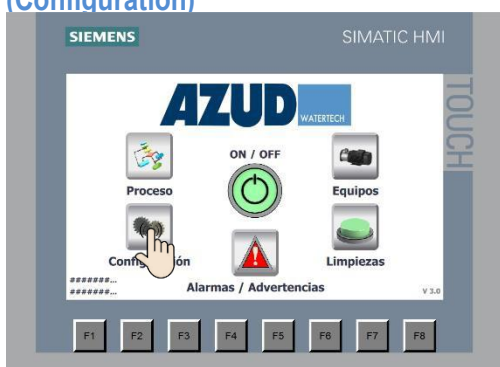 (Configuration)
SIEMENS
SIMATIC HMI
TOUCH
AZUD
WATERTECH
ON / OFF
Proceso
Equipos
Limpiezas
Alarmas / Advertencias
#######...
#######...
V 3.0
F1 F2 F3 F4 F5 F6 F7 F8